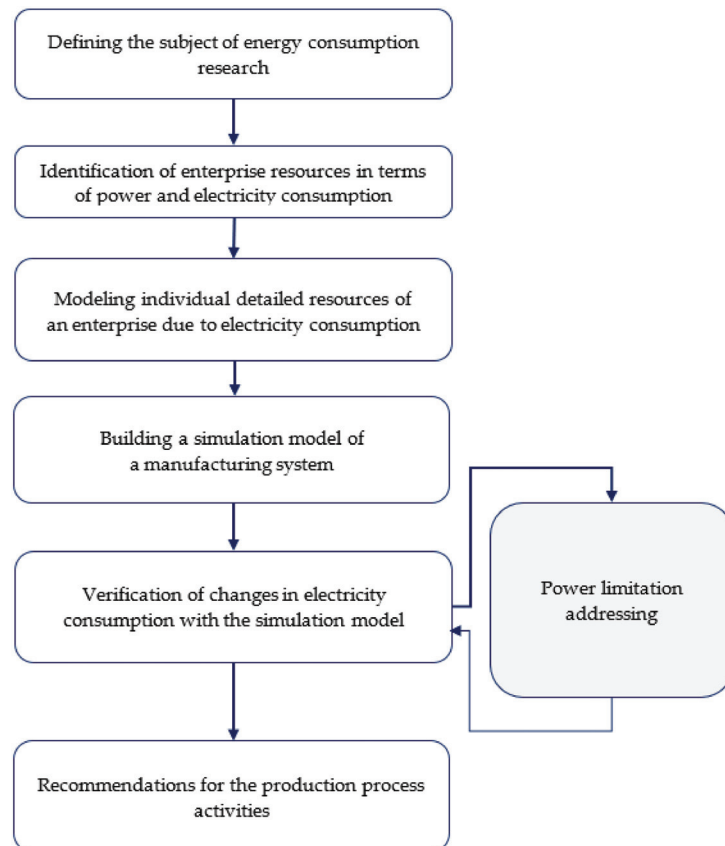 Defining the subject of energy consumption
research
Identification of enterprise resources in terms
of power and electricity consumption
Modeling individual detailed resources of
an enterprise due to electricity consumption
Building a simulation model of
a manufacturing system
Verification of changes in electricity
consumption with the simulation model
Power limitation
addressing
Recommendations for the production process
activities